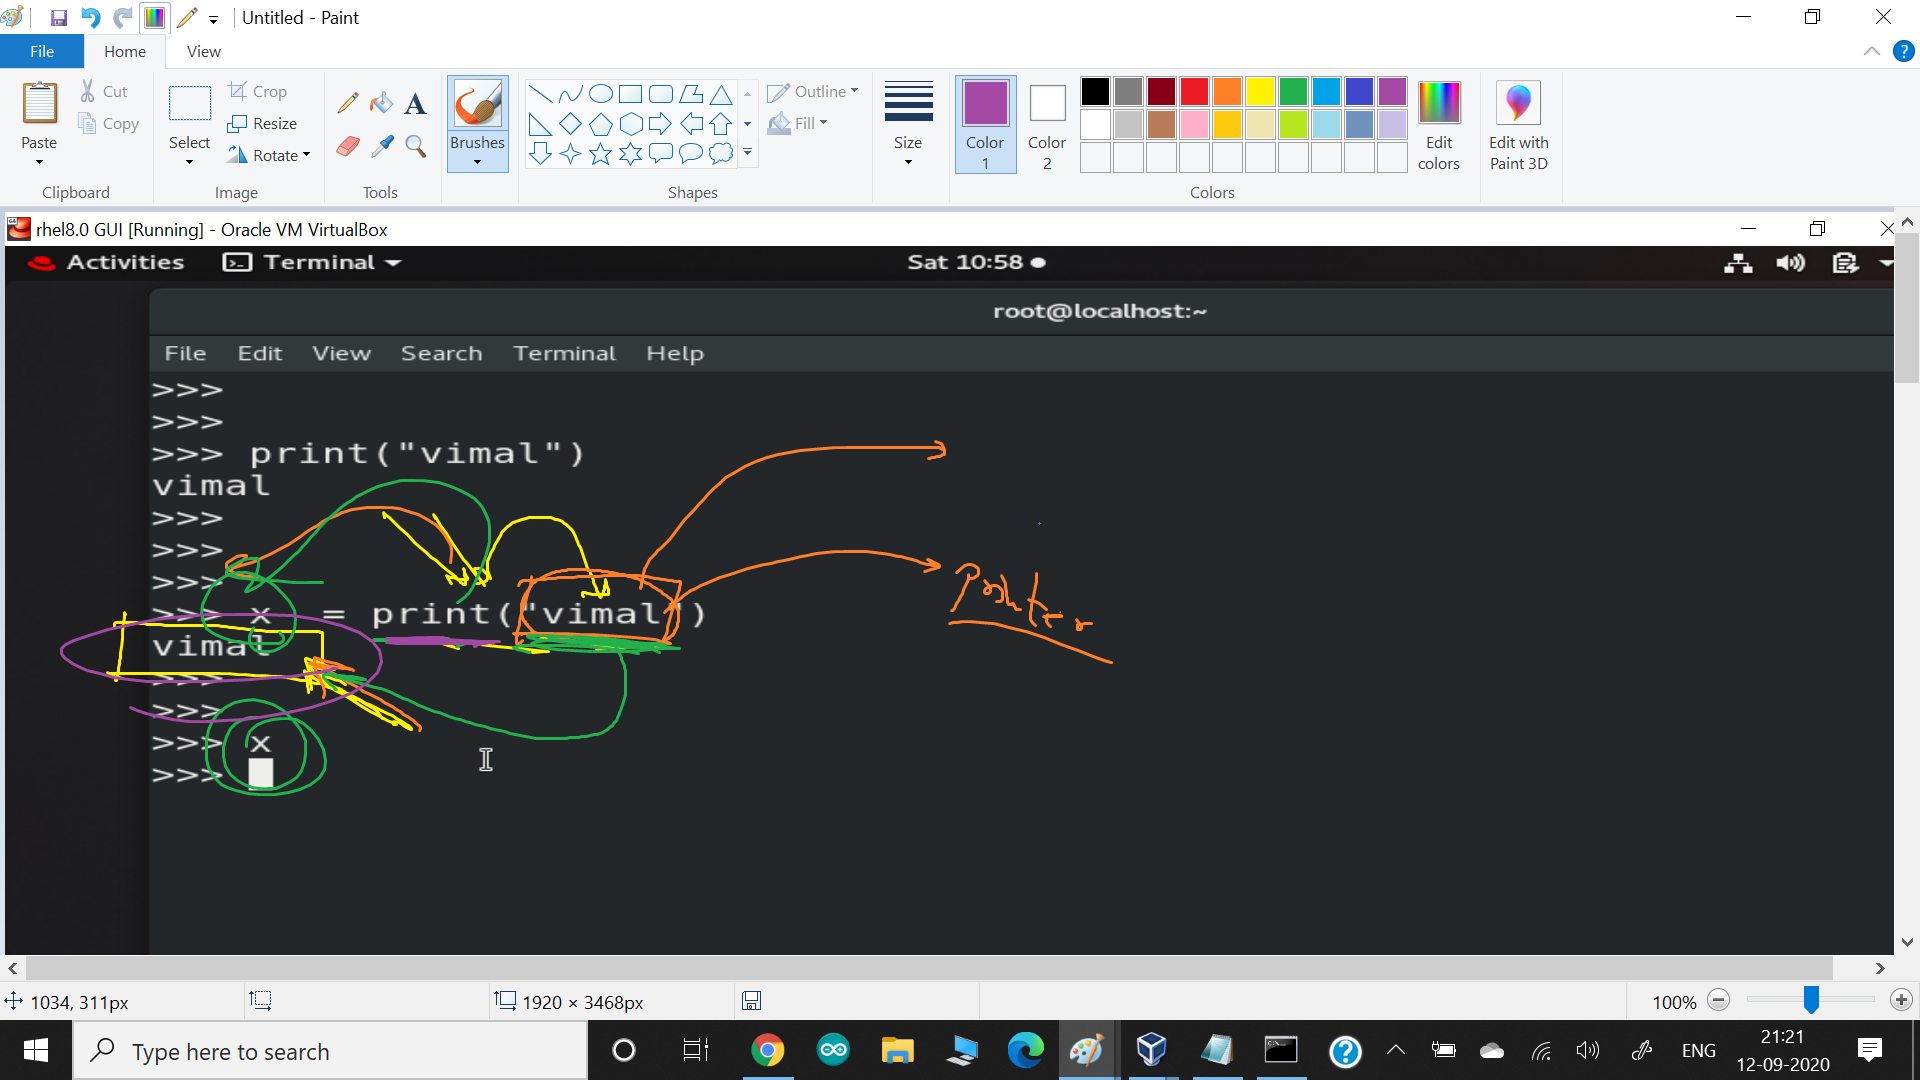 Untitled - Paint
File Home View
Paste Cut Copy Select Crop Resize Rotate Brushes Outline Fill Size Color 1 Color 2 Edit colors Edit with Paint 3D
Clipboard Image Tools Shapes Colors
rhel8.0 GUI [Running] - Oracle VM VirtualBox
Activities Terminal Sat 10:58
root@localhost:~
File Edit View Search Terminal Help
>>>
>>>
>>> print("vimal")
vimal
>>>
>>>
>>>
>>> x = print("vimal")
vimal
>>>
>>>
>>> x
>>>
1034, 311px 1920 × 3468px 100%
Type here to search ENG 21:21
12-09-2020